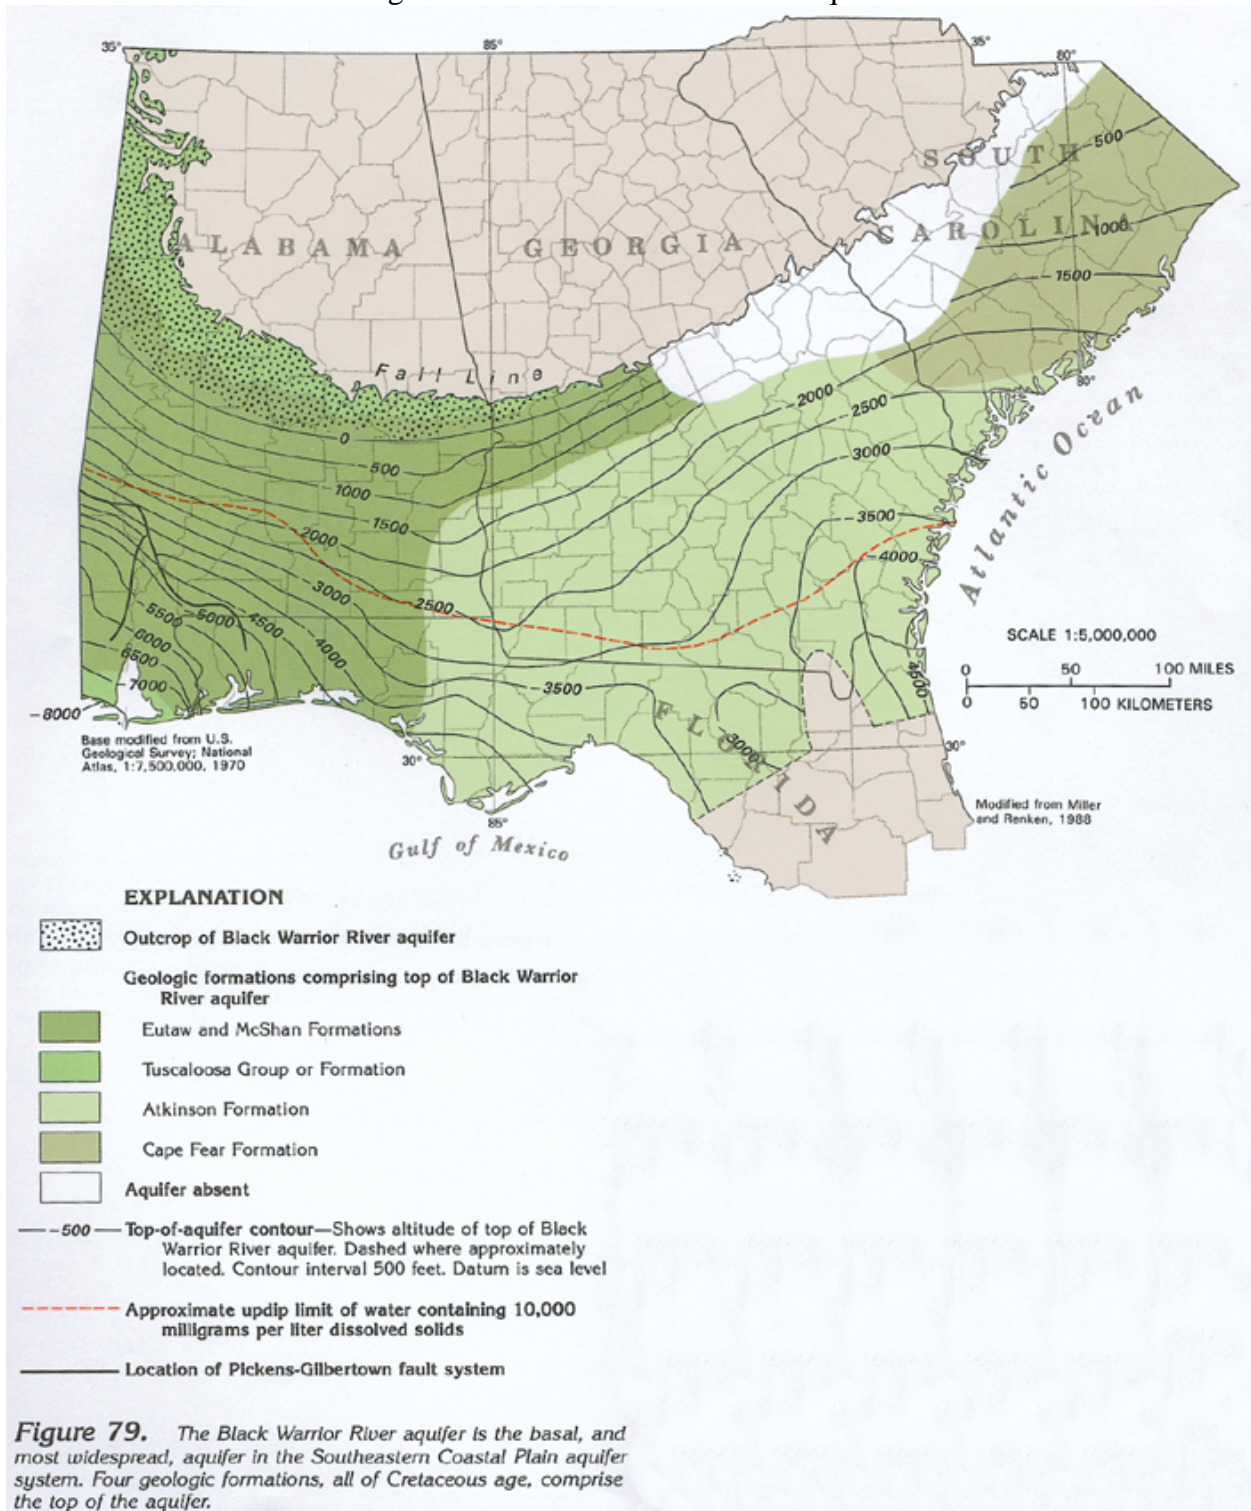 35°
85°
35°
80°
SOUTH
CAROLINA
ALABAMA
GEORGIA
Fall Line
-500
-1000
-1500
-2000
-2500
-3000
-3500
-4000
4500
0
-500
-1000
-1500
-2000
-2500
-3000
-3500
-4000
-4500
-5000
-5500
-6000
-6500
-7000
-8000
3000
FLORIDA
80°
Atlantic Ocean
SCALE 1:5,000,000
0 50 100 MILES
0 50 100 KILOMETERS
Base modified from U.S.
Geological Survey; National
Atlas, 1:7,500,000, 1970
30°
30°
85°
Gulf of Mexico
Modified from Miller
and Renken, 1988
EXPLANATION
Outcrop of Black Warrior River aquifer
Geologic formations comprising top of Black Warrior
River aquifer
Eutaw and McShan Formations
Tuscaloosa Group or Formation
Atkinson Formation
Cape Fear Formation
Aquifer absent
-500
Top-of-aquifer contour—Shows altitude of top of Black
Warrior River aquifer. Dashed where approximately
located. Contour interval 500 feet. Datum is sea level
Approximate updip limit of water containing 10,000
milligrams per liter dissolved solids
Location of Pickens-Gilbertown fault system
Figure 79. The Black Warrior River aquifer is the basal, and
most widespread, aquifer in the Southeastern Coastal Plain aquifer
system. Four geologic formations, all of Cretaceous age, comprise
the top of the aquifer.